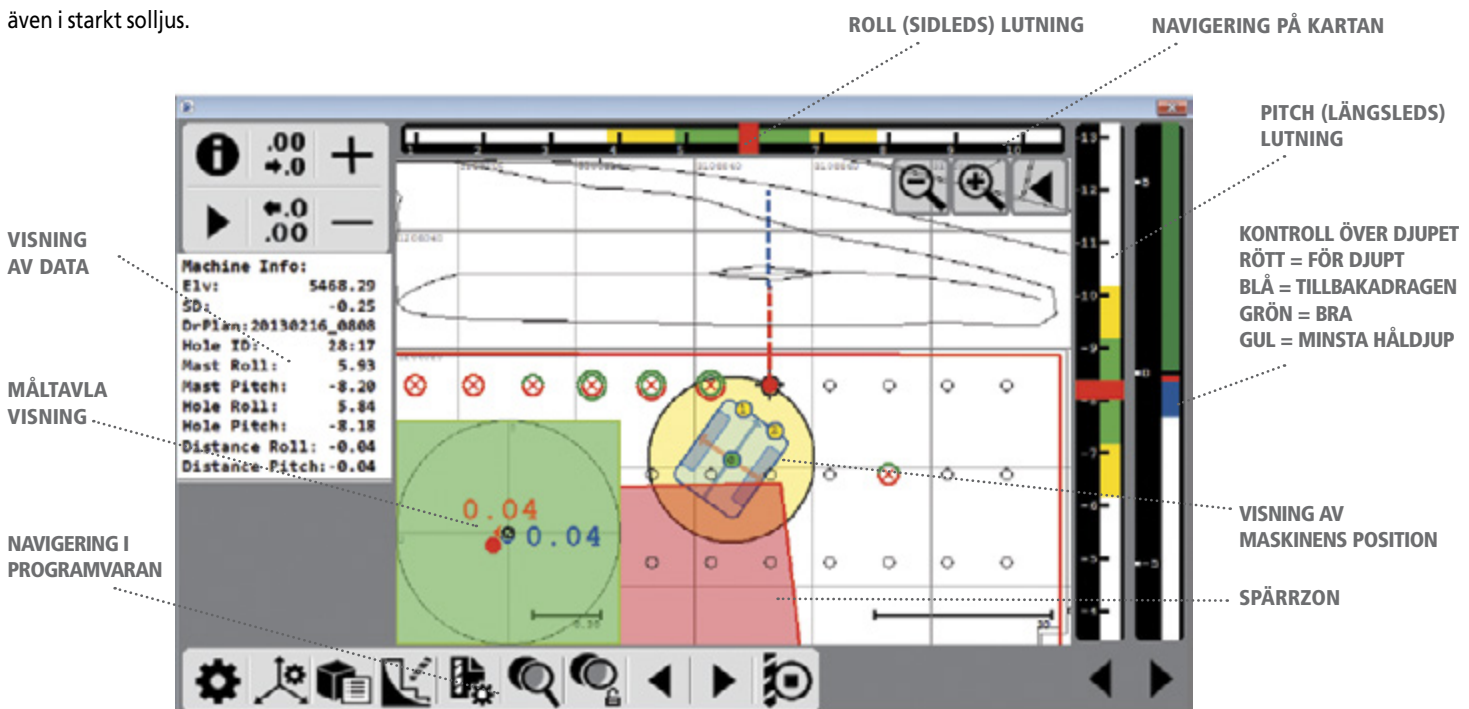 även i starkt solljus.
ROLL (SIDLEDS) LUTNING
NAVIGERING PÅ KARTAN
PITCH (LÄNGSLEDS)
LUTNING
KONTROLL ÖVER DJUPET
RÖTT = FÖR DJUPT
BLÅ = TILLBAKADRAGEN
GRÖN = BRA
GUL = MINSTA HÅLDJUP
VISNING
AV DATA
MÅLTAVLA
VISNING
NAVIGERING I
PROGRAMVARAN
VISNING AV
MASKINENS POSITION
SPÄRRZON
.00
.0
.0
.00
Machine Info:
Elv: 5468.29
SD: -0.25
DrPlan:20130216_0808
Hole ID: 28:17
Mast Roll: 5.93
Mast Pitch: -8.20
Hole Roll: 5.84
Hole Pitch: -8.18
Distance Roll: -0.04
Distance Pitch:-0.04
1 2 3 4 5 7 8 9 10
-13
-12
-11
-10
-9
-7
-6
-5
-4
0.04
0.04
0.50